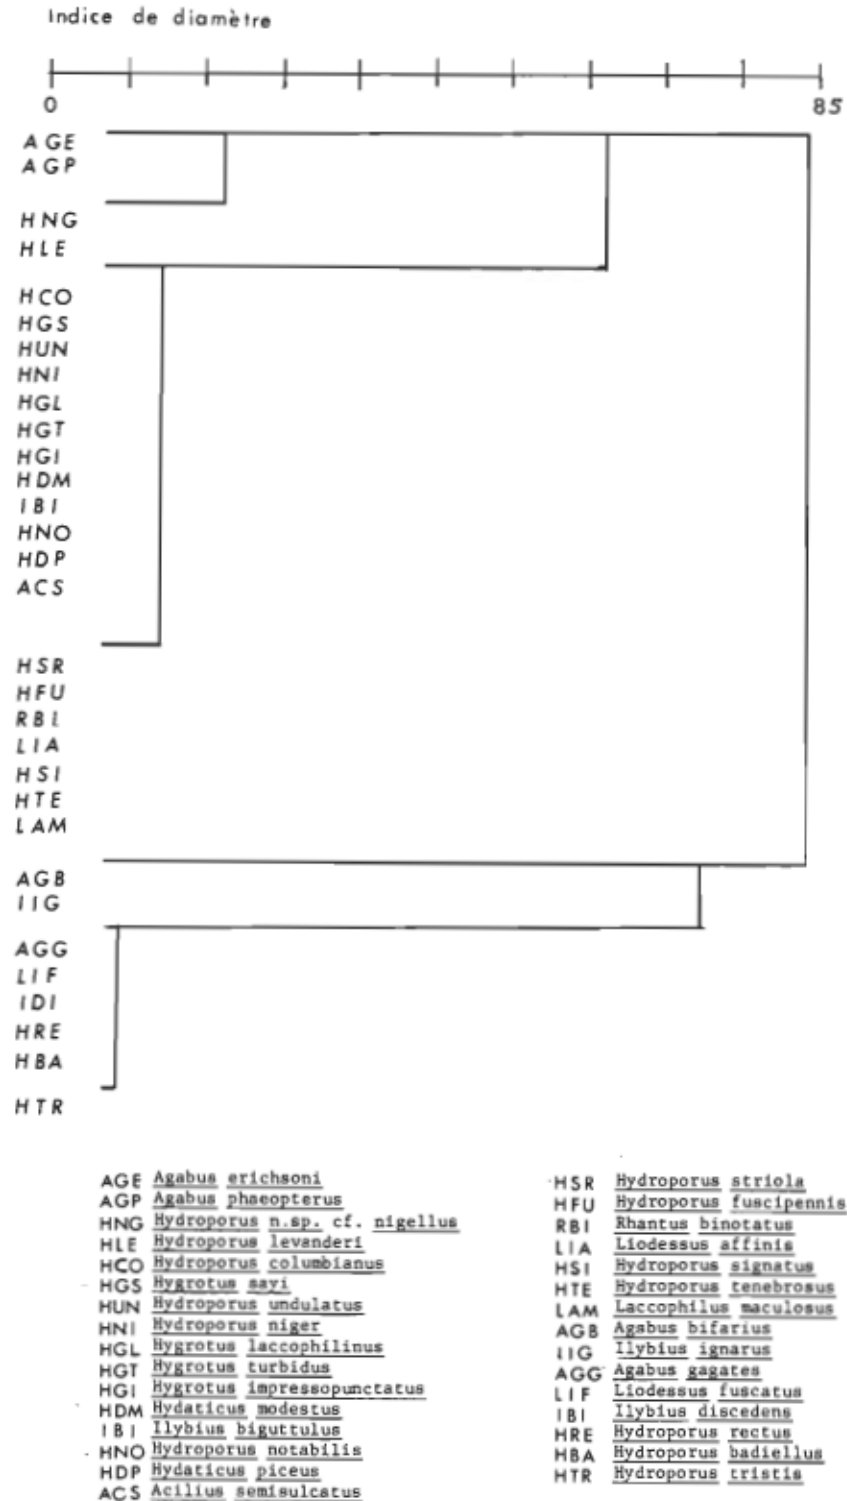 Indice de diamètre
0 85
AGE
AGP
HNG
HLE
HCO
HGS
HUN
HNI
HGL
HGT
HGI
HDM
IBI
HNO
HDP
ACS
HSR
HFU
RBI
LIA
HSI
HTE
LAM
AGB
IIG
AGG
LIF
IDI
HRE
HBA
HTR
AGE Agabus erichsoni
AGP Agabus phaeopterus
HNG Hydroporus n.sp. cf. nigellus
HLE Hydroporus levanderi
HCO Hydroporus columbianus
HGS Hygrotus sayi
HUN Hydroporus undulatus
HNI Hydroporus niger
HGL Hygrotus laccophilinus
HGT Hygrotus turbidus
HGI Hygrotus impressopunctatus
HDM Hydaticus modestus
IBI Ilybius biguttulus
HNO Hydroporus notabilis
HDP Hydaticus piceus
ACS Acilius semisulcatus
HSR Hydroporus striola
HFU Hydroporus fuscipennis
RBI Rhantus binotatus
LIA Liodessus affinis
HSI Hydroporus signatus
HTE Hydroporus tenebrosus
LAM Laccophilus maculosus
AGB Agabus bifarius
IIG Ilybius ignarus
AGG Agabus gagates
LIF Liodessus fuscatus
IBI Ilybius discedens
HRE Hydroporus rectus
HBA Hydroporus badiellus
HTR Hydroporus tristis